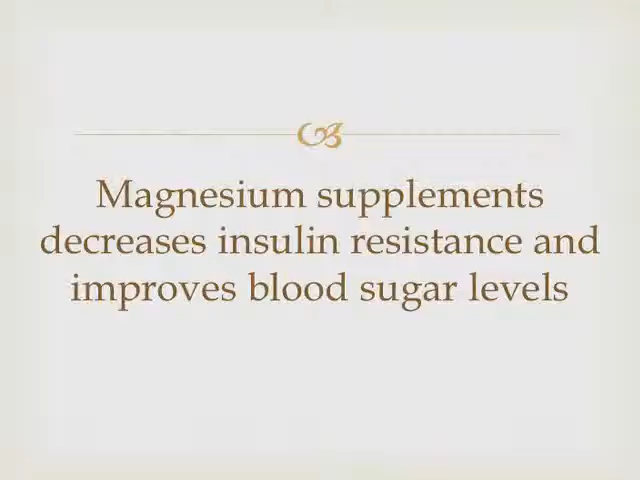 Magnesium supplements
decreases insulin resistance and
improves blood sugar levels